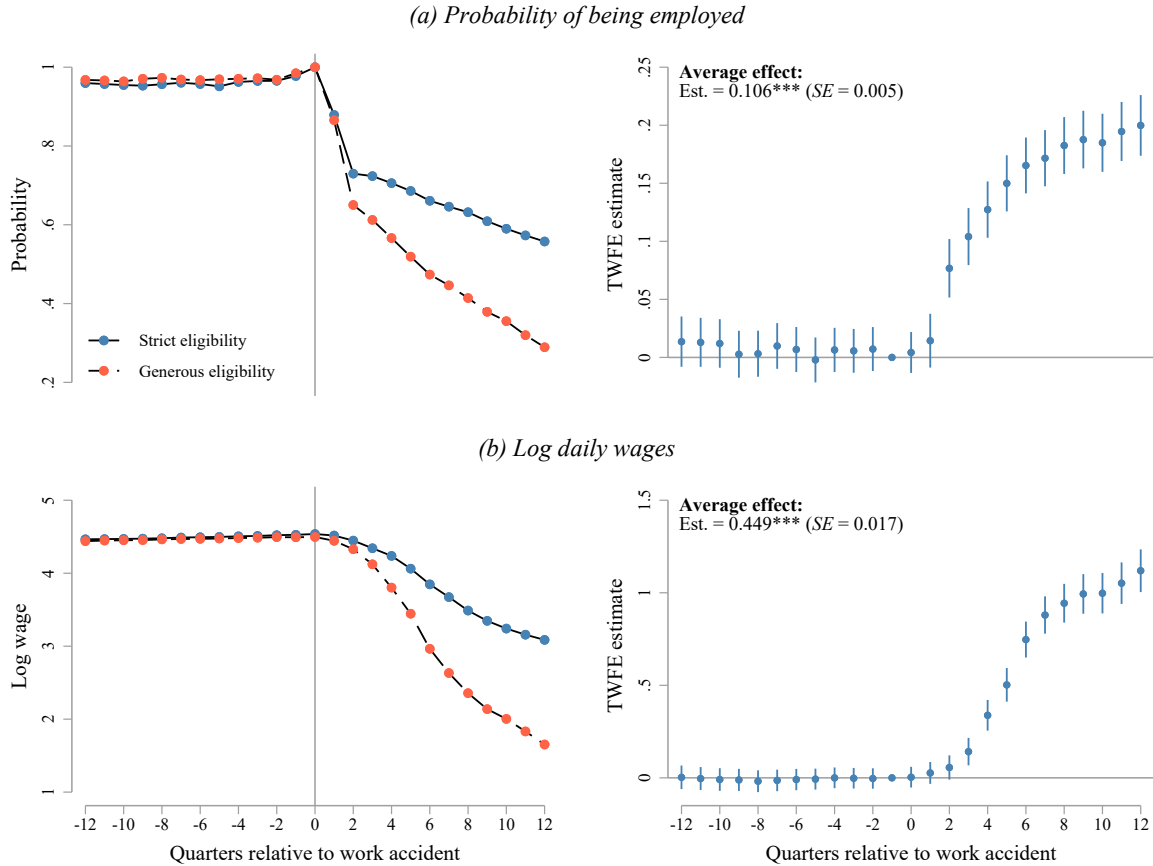 (a) Probability of being employed
1
.8
.6
.4
.2
Probability
Strict eligibility
Generous eligibility
.25
.2
.15
.1
.05
0
TWFE estimate
Average effect:
Est. = 0.106*** (SE = 0.005)
(b) Log daily wages
5
4
3
2
1
Log wage
-12 -10 -8 -6 -4 -2 0 2 4 6 8 10 12
Quarters relative to work accident
1.5
1
.5
0
TWFE estimate
Average effect:
Est. = 0.449*** (SE = 0.017)
-12 -10 -8 -6 -4 -2 0 2 4 6 8 10 12
Quarters relative to work accident